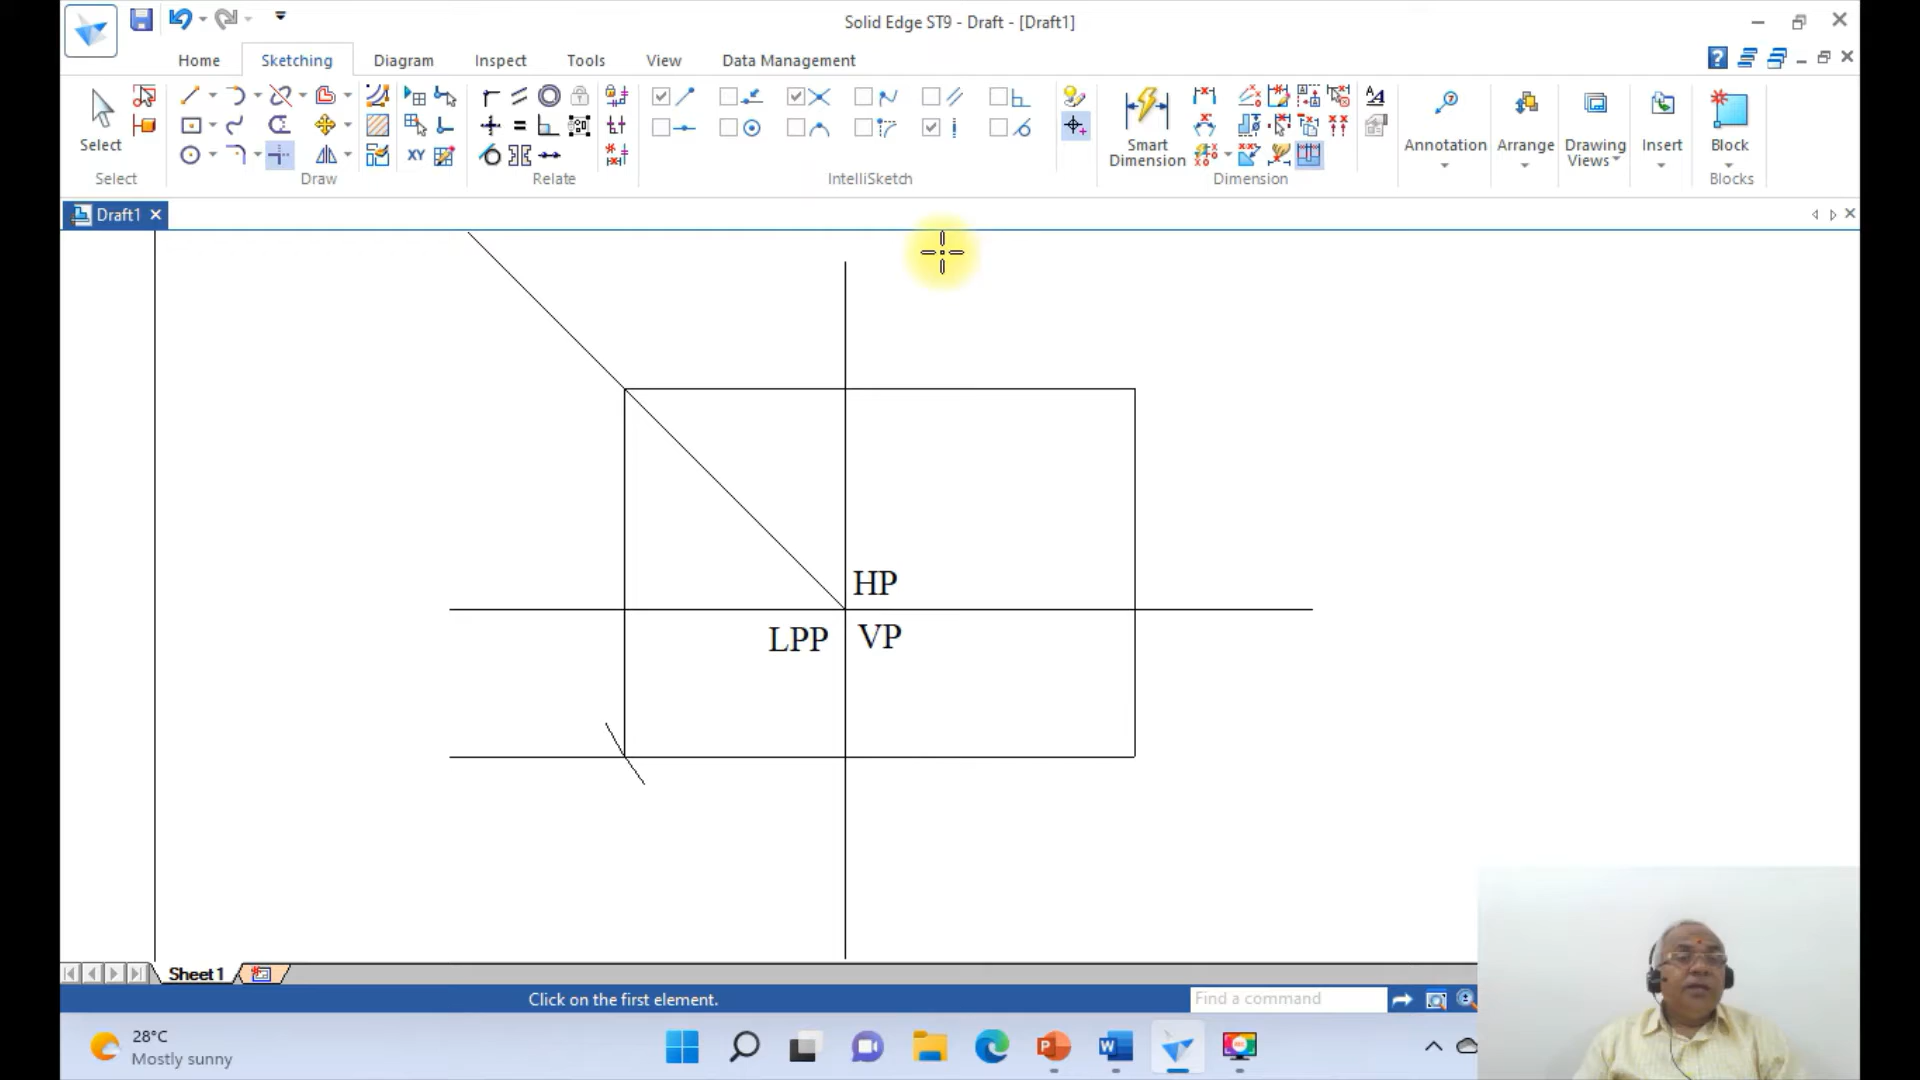 Solid Edge ST9 - Draft - [Draft1]
Home Sketching Diagram Inspect Tools View Data Management
Select
Smart Dimension
Annotation
Arrange
Drawing Views
Insert
Block
XY
A
Select Draw Relate IntelliSketch Dimension Blocks
Draft1
HP
LPP VP
Sheet1
Click on the first element.
Find a command
28°C
Mostly sunny